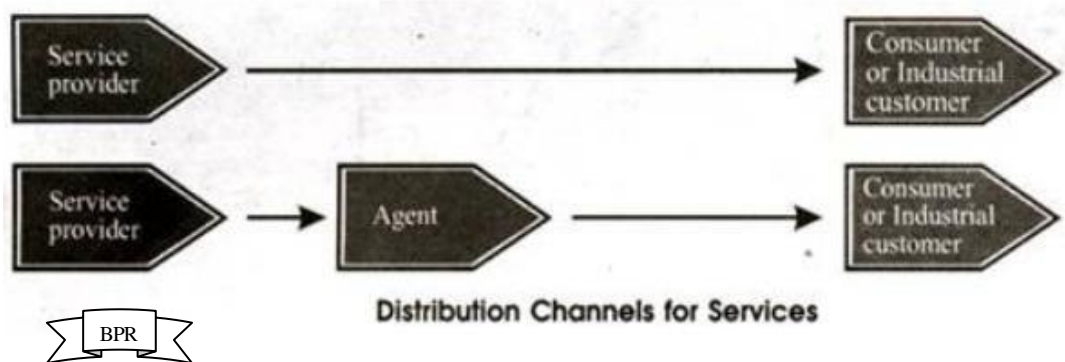 Service
provider
Consumer
or Industrial
customer
Service
provider
Agent
Consumer
or Industrial
customer
Distribution Channels for Services
BPR